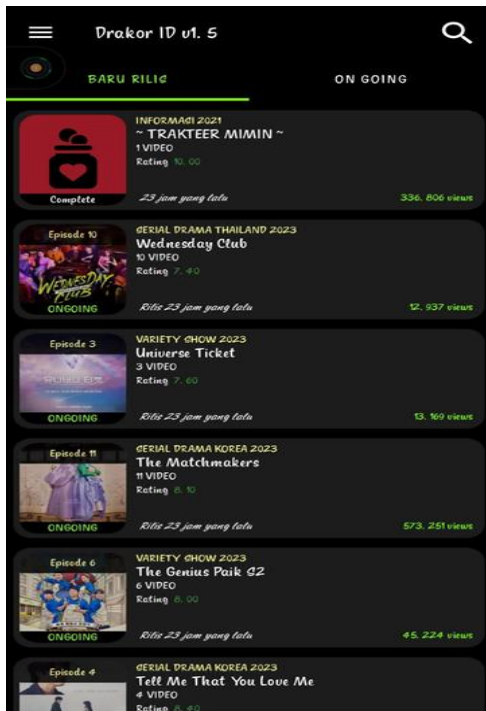 Drakor ID v1. 5
BARU RILIS
ON GOING
INFORMASI 2021
~ TRAKTEER MIMIN ~
1 VIDEO
Rating 10. 00
Complete
23 jam yang lalu
336. 806 views
Episode 10
SERIAL DRAMA THAILAND 2023
Wednesday Club
10 VIDEO
Rating 7. 40
WEDNESDAY
CLUB
ONGOING
Rilis 23 jam yang lalu
12. 937 views
Episode 3
VARIETY SHOW 2023
Universe Ticket
3 VIDEO
Rating 7. 60
ONGOING
Rilis 23 jam yang lalu
13. 169 views
Episode 11
SERIAL DRAMA KOREA 2023
The Matchmakers
11 VIDEO
Rating 8. 10
ONGOING
Rilis 23 jam yang lalu
573. 251 views
Episode 6
VARIETY SHOW 2023
The Genius Paik S2
6 VIDEO
Rating 8. 00
ONGOING
Rilis 23 jam yang lalu
45. 224 views
Episode 4
SERIAL DRAMA KOREA 2023
Tell Me That You Love Me
4 VIDEO
Rating 8. 40